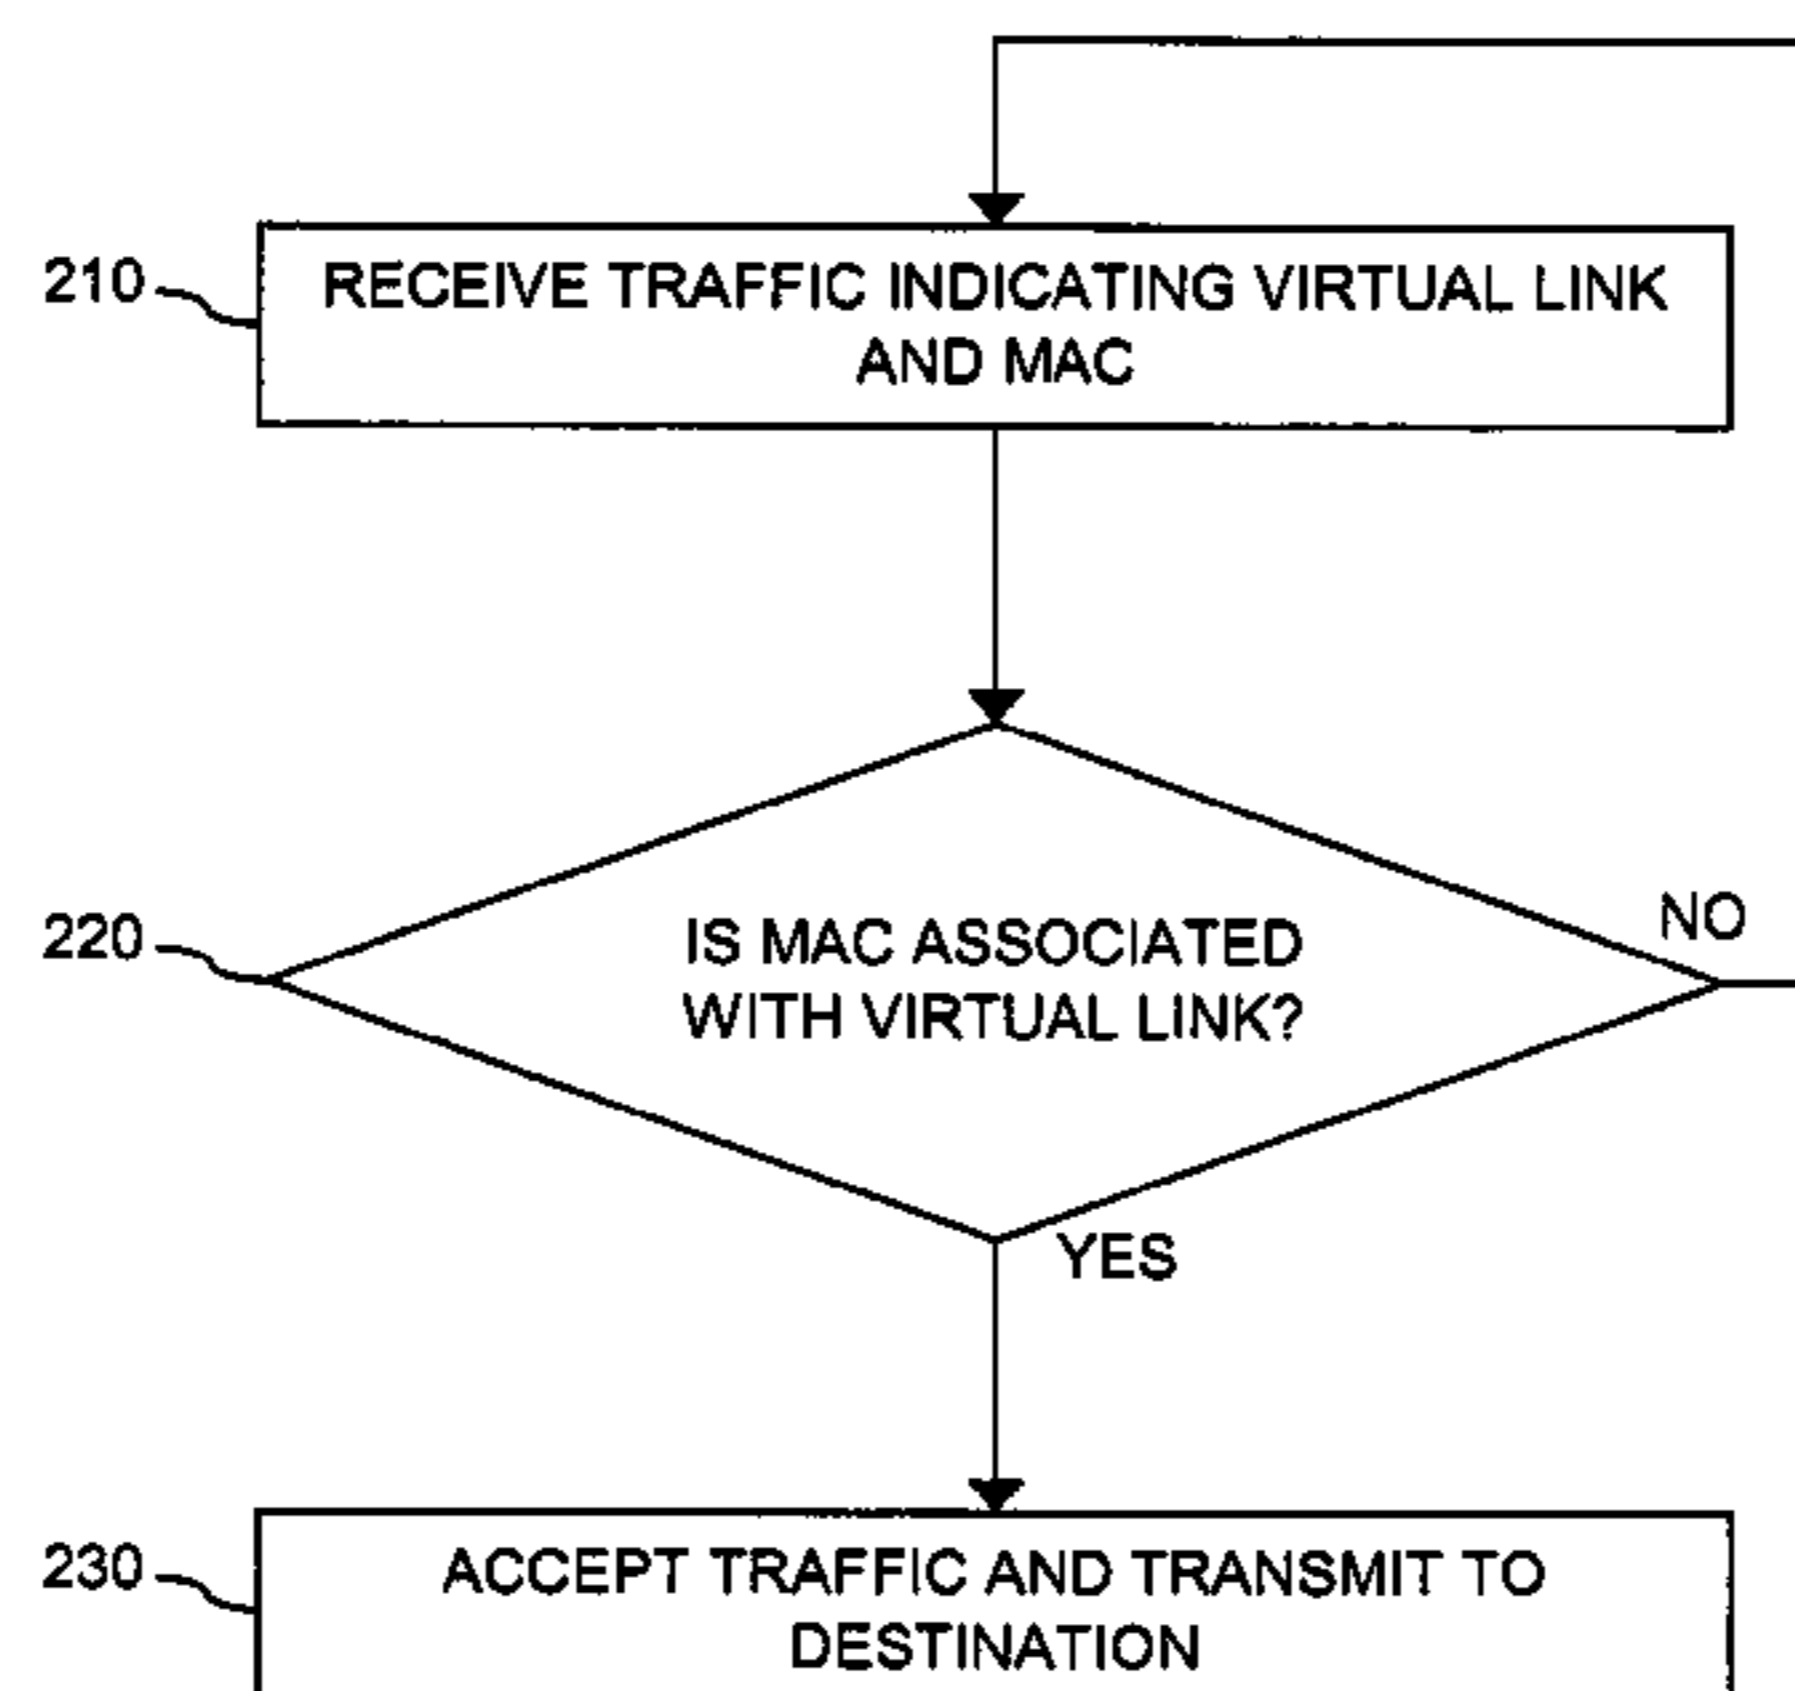 210
RECEIVE TRAFFIC INDICATING VIRTUAL LINK
AND MAC
220
IS MAC ASSOCIATED
WITH VIRTUAL LINK?
NO
YES
230
ACCEPT TRAFFIC AND TRANSMIT TO
DESTINATION